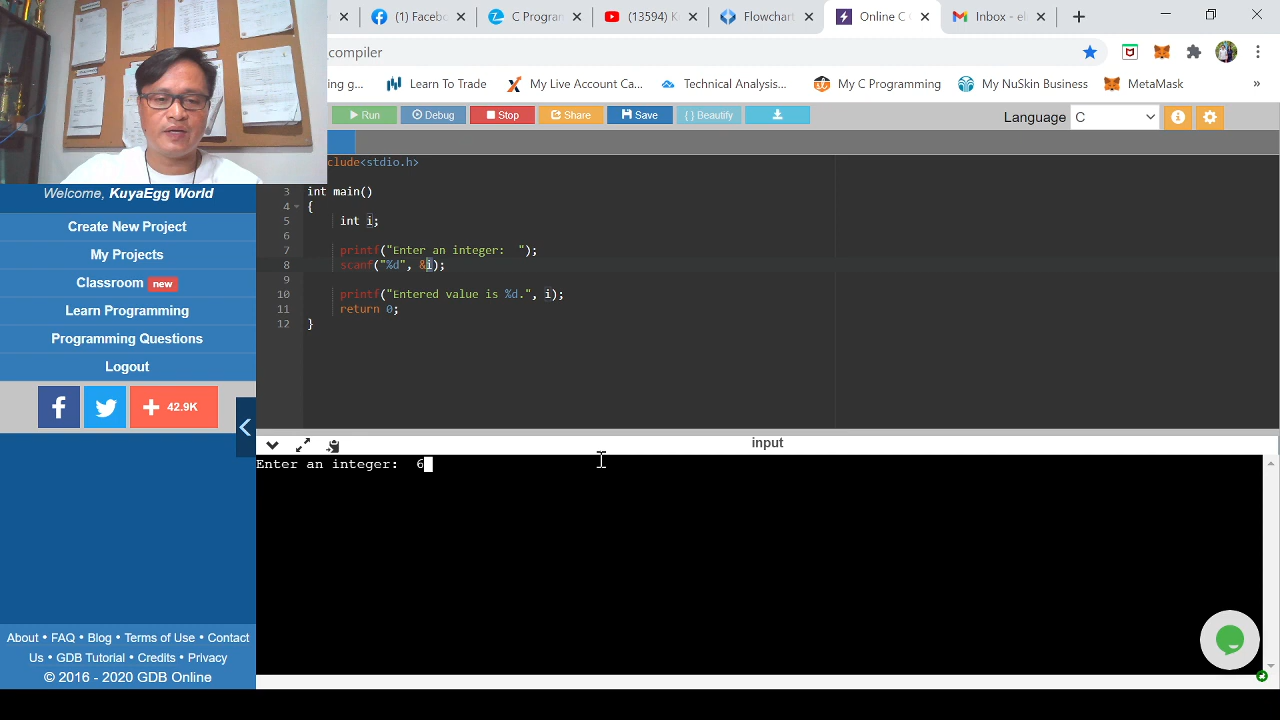 (1) Facebo
C Program
(13594) K
Flowchart
Online C
Inbox - el
compiler
ing g...
Learn To Trade
My Live Account Ca...
Technical Analysis...
My C Programming
My NuSkin Business
MetaMask
»
Run
Debug
Stop
Share
Save
{ } Beautify
Language
C
Welcome, KuyaEgg World
Create New Project
My Projects
Classroom new
Learn Programming
Programming Questions
Logout
42.9K
clude<stdio.h>
3 int main()
4 {
5 int i;
6
7 printf("Enter an integer:  ");
8 scanf("%d", &i);
9
10 printf("Entered value is %d.", i);
11 return 0;
12 }
input
Enter an integer:  6
About • FAQ • Blog • Terms of Use • Contact
Us • GDB Tutorial • Credits • Privacy
© 2016 - 2020 GDB Online